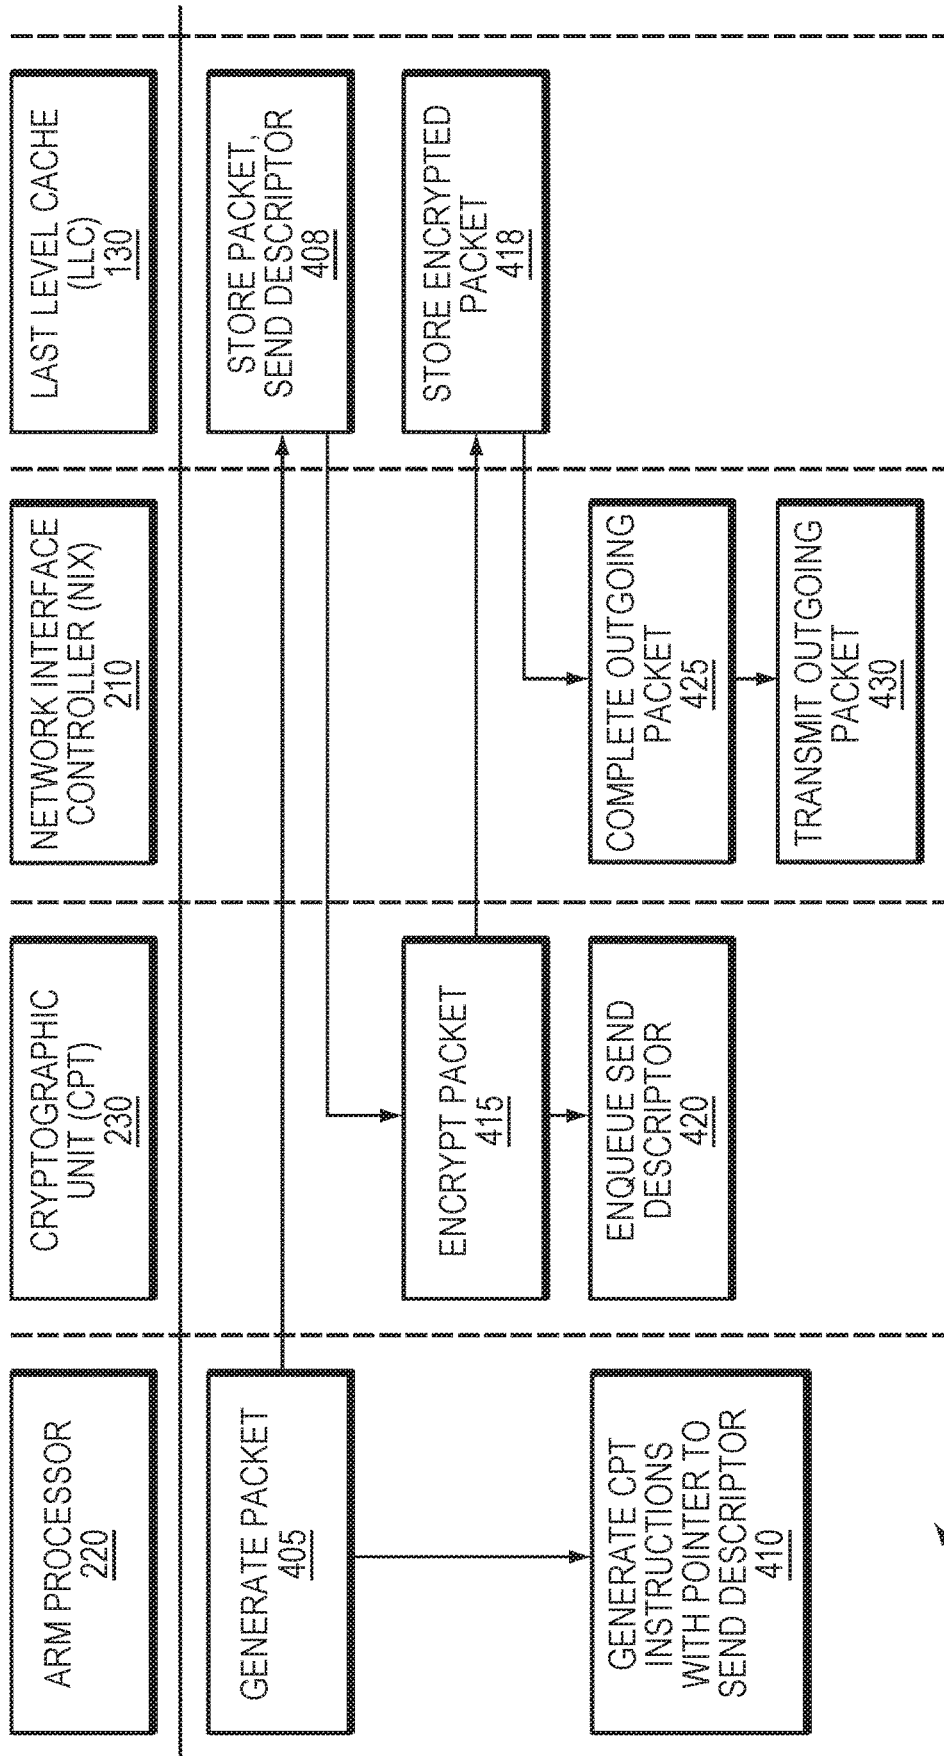 ARM PROCESSOR
220
CRYPTOGRAPHIC
UNIT (CPT)
230
NETWORK INTERFACE
CONTROLLER (NIX)
210
LAST LEVEL CACHE
(LLC)
130
GENERATE PACKET
405
STORE PACKET,
SEND DESCRIPTOR
408
ENCRYPT PACKET
415
STORE ENCRYPTED
PACKET
418
GENERATE CPT
INSTRUCTIONS
WITH POINTER TO
SEND DESCRIPTOR
410
ENQUEUE SEND
DESCRIPTOR
420
COMPLETE OUTGOING
PACKET
425
TRANSMIT OUTGOING
PACKET
430